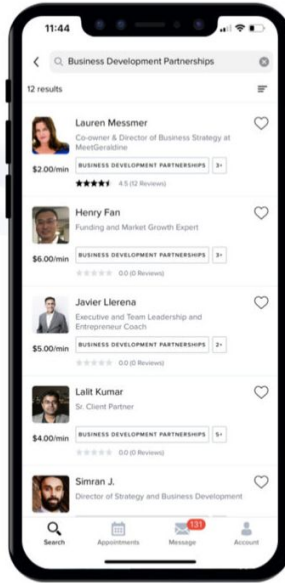 11:44
Business Development Partnerships
12 results
Lauren Messmer
Co-owner & Director of Business Strategy at
MeetGeraldine
$2.00/min
BUSINESS DEVELOPMENT PARTNERSHIPS 3+
4.5 (12 Reviews)
Henry Fan
Funding and Market Growth Expert
$6.00/min
BUSINESS DEVELOPMENT PARTNERSHIPS 3+
0.0 (0 Reviews)
Javier Llerena
Executive and Team Leadership and
Entrepreneur Coach
$5.00/min
BUSINESS DEVELOPMENT PARTNERSHIPS 2+
0.0 (0 Reviews)
Lalit Kumar
Sr. Client Partner
$4.00/min
BUSINESS DEVELOPMENT PARTNERSHIPS 5+
0.0 (0 Reviews)
Simran J.
Director of Strategy and Business Development
131
Search Appointments Message Account